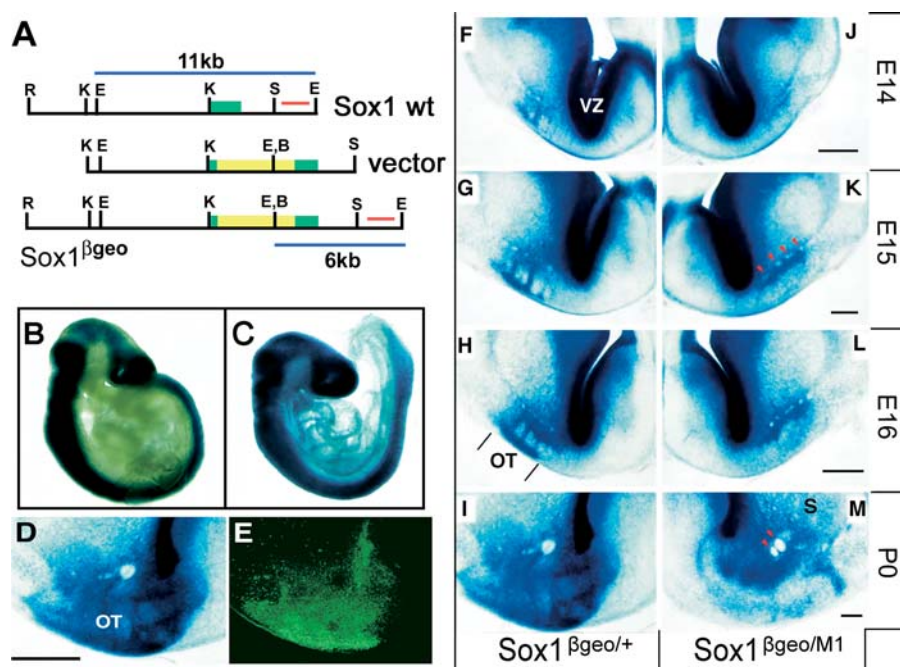 A
11kb
R K E K S E
Sox1 wt
K E K E,B S
vector
R K E K E,B S E
Sox1βgeo
6kb
B
C
D
OT
E
F
VZ
J
E14
G
K
E15
H
OT
L
E16
I
S
M
P0
Sox1βgeo/+
Sox1βgeo/M1